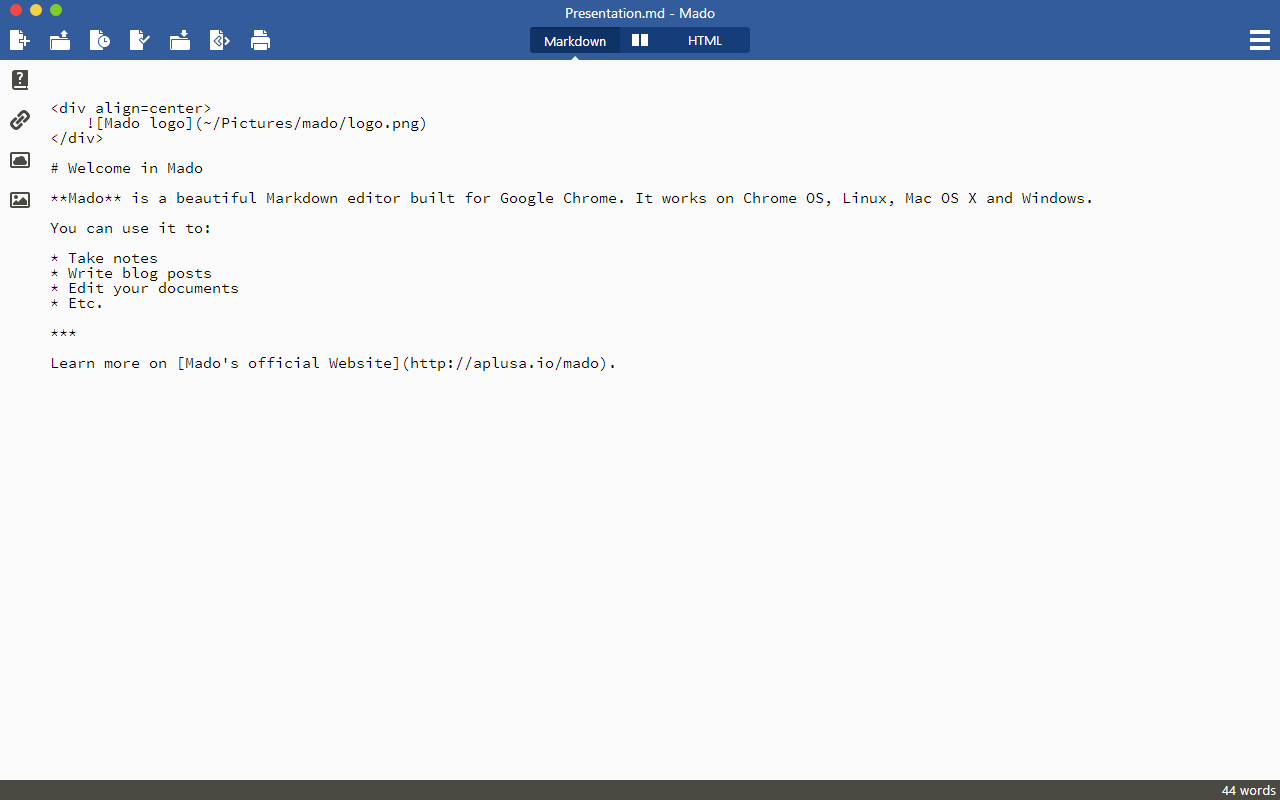 Presentation.md - Mado
Markdown
HTML
<div align=center>
    ![Mado logo](~/Pictures/mado/logo.png)
</div>
# Welcome in Mado
**Mado** is a beautiful Markdown editor built for Google Chrome. It works on Chrome OS, Linux, Mac OS X and Windows.
You can use it to:
* Take notes
* Write blog posts
* Edit your documents
* Etc.
***
Learn more on [Mado's official Website](http://aplusa.io/mado).
44 words